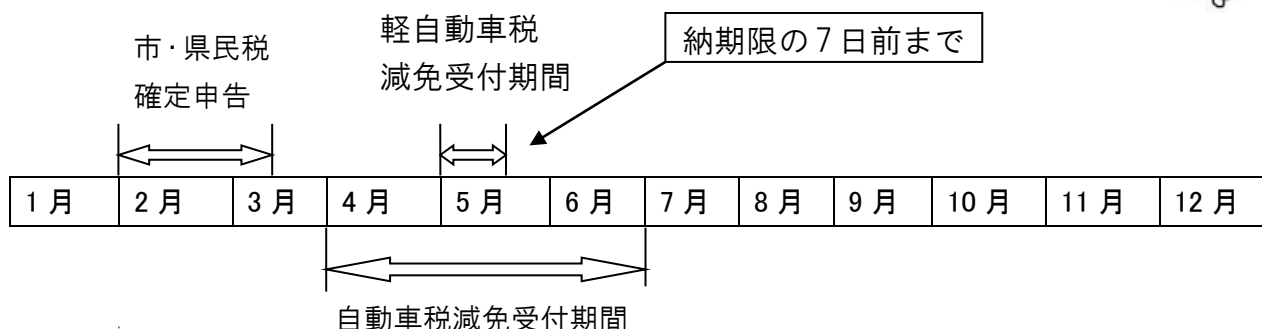 市・県民税
確定申告
軽自動車税
減免受付期間
納期限の7日前まで
1月 2月 3月 4月 5月 6月 7月 8月 9月 10月 11月 12月
自動車税減免受付期間